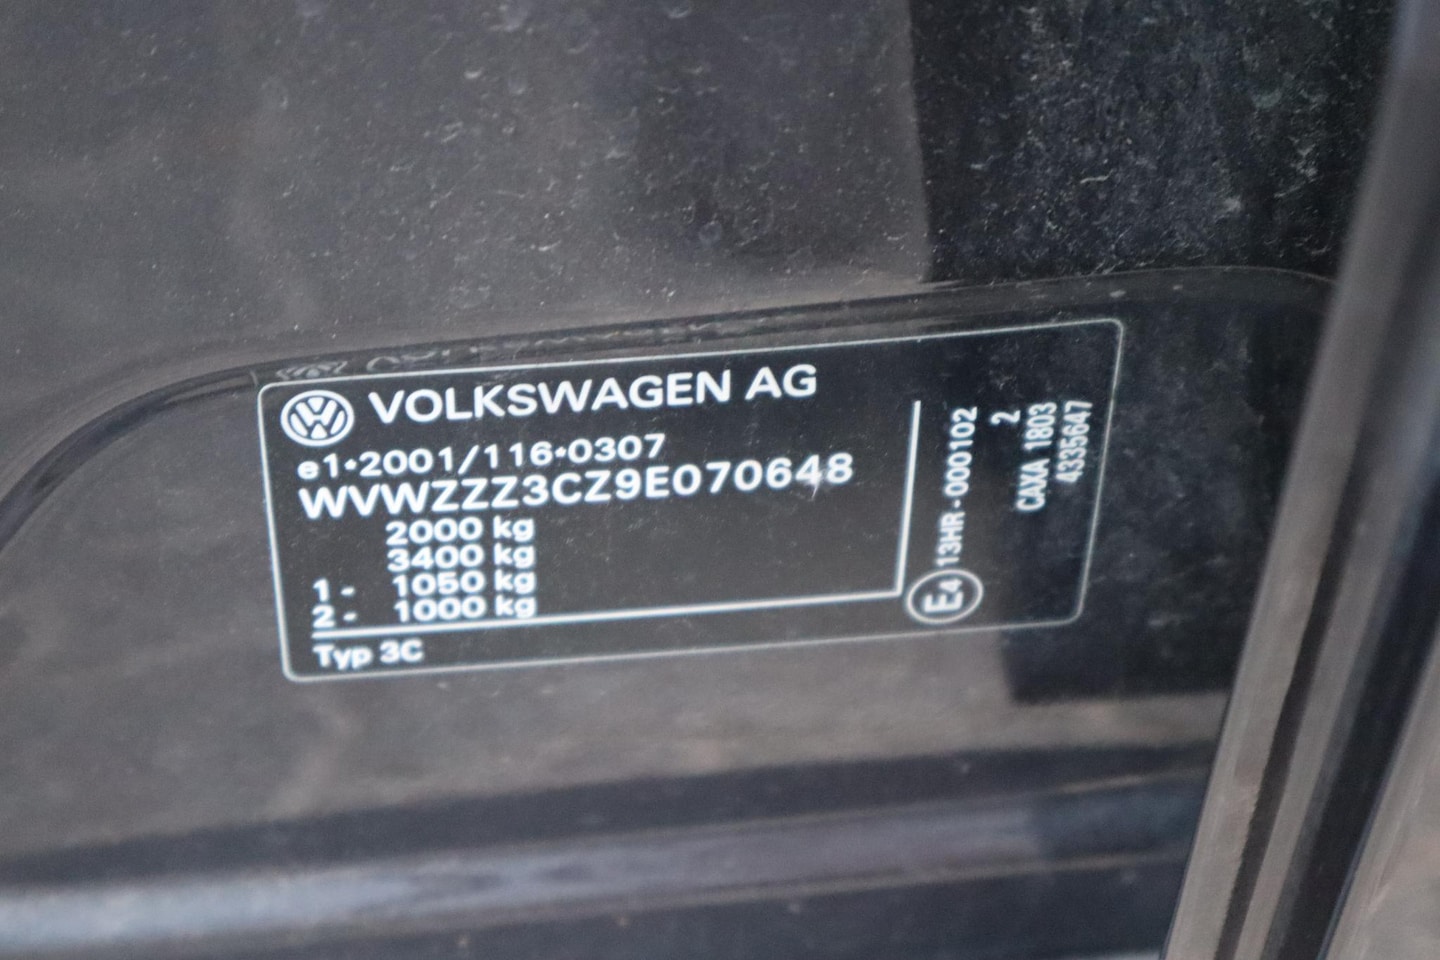 VOLKSWAGEN AG
e1*2001/116*0307
WVWZZZ3CZ9E070648
2000 kg
3400 kg
1 - 1050 kg
2 - 1000 kg
Typ 3C
E4 13HR - 000102
2
CAXA 1803
4335647